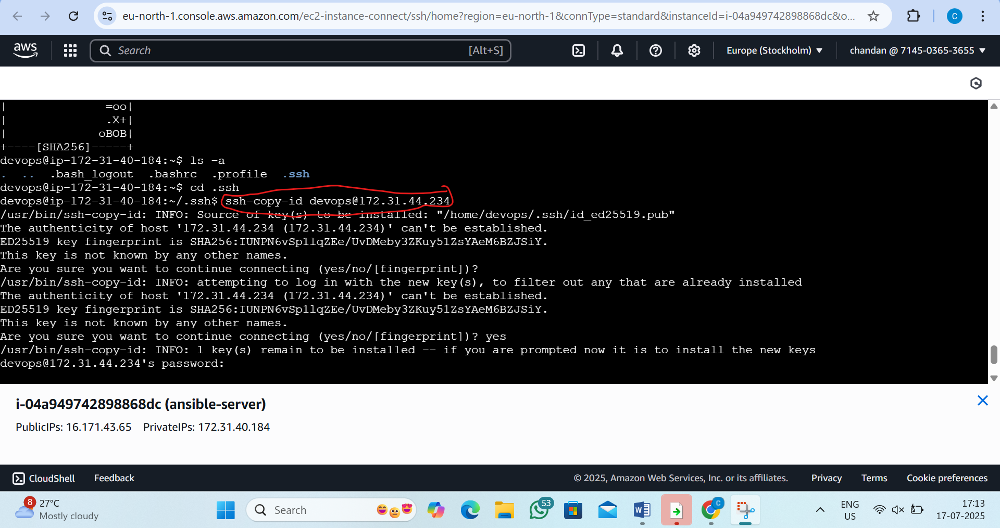 eu-north-1.console.aws.amazon.com/ec2-instance-connect/ssh/home?region=eu-north-1&connType=standard&instanceId=i-04a949742898868dc&o...
C
aws
Search [Alt+S]
Europe (Stockholm)
chandan @ 7145-0365-3655
|             =oo|
|             .X+|
|            oBOB|
+----[SHA256]-----+
devops@ip-172-31-40-184:~$ ls -a
.  ..  .bash_logout  .bashrc  .profile  .ssh
devops@ip-172-31-40-184:~$ cd .ssh
devops@ip-172-31-40-184:~/.ssh$ ssh-copy-id devops@172.31.44.234
/usr/bin/ssh-copy-id: INFO: Source of key(s) to be installed: "/home/devops/.ssh/id_ed25519.pub"
The authenticity of host '172.31.44.234 (172.31.44.234)' can't be established.
ED25519 key fingerprint is SHA256:IUNPN6vSp1lqZEe/UvDMeby3ZKuy51ZsYAeM6BZJSiY.
This key is not known by any other names.
Are you sure you want to continue connecting (yes/no/[fingerprint])?
/usr/bin/ssh-copy-id: INFO: attempting to log in with the new key(s), to filter out any that are already installed
The authenticity of host '172.31.44.234 (172.31.44.234)' can't be established.
ED25519 key fingerprint is SHA256:IUNPN6vSp1lqZEe/UvDMeby3ZKuy51ZsYAeM6BZJSiY.
This key is not known by any other names.
Are you sure you want to continue connecting (yes/no/[fingerprint])? yes
/usr/bin/ssh-copy-id: INFO: 1 key(s) remain to be installed -- if you are prompted now it is to install the new keys
devops@172.31.44.234's password:
i-04a949742898868dc (ansible-server)
PublicIPs: 16.171.43.65 PrivateIPs: 172.31.40.184
CloudShell Feedback © 2025, Amazon Web Services, Inc. or its affiliates. Privacy Terms Cookie preferences
8
27°C
Mostly cloudy
Search
53
W
C
ENG
US
17:13
17-07-2025